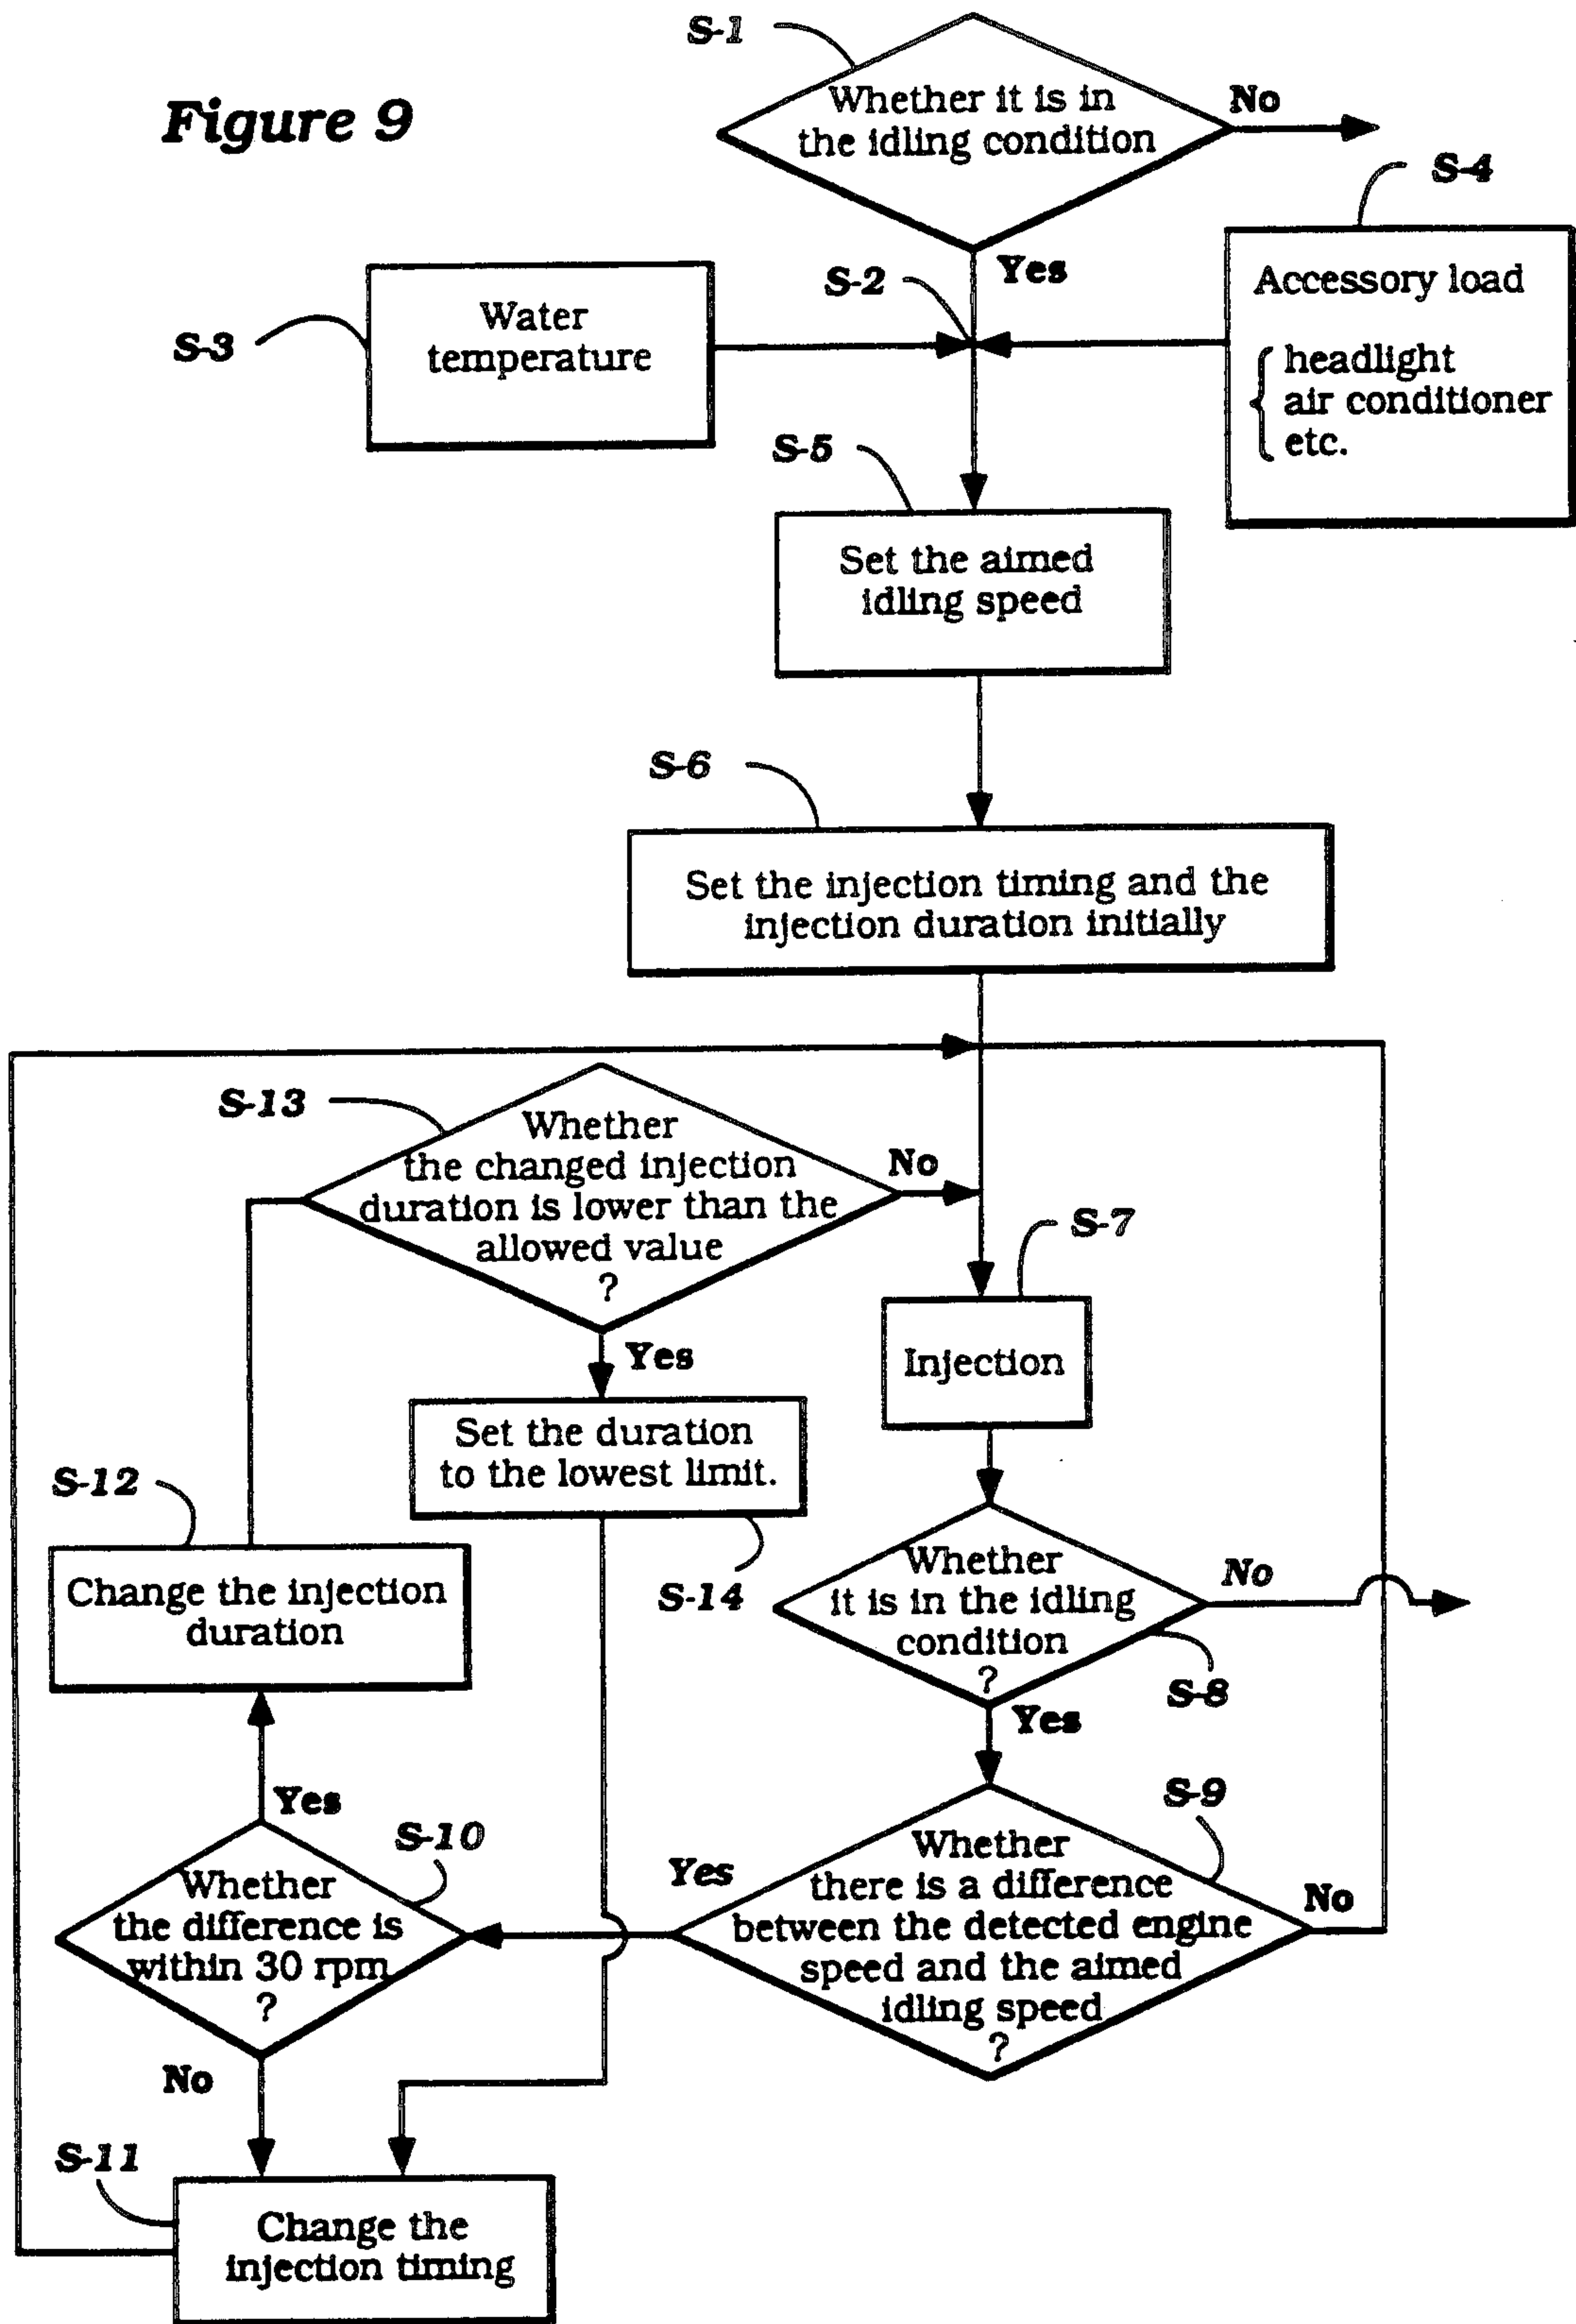 Figure 9
S-1
Whether it is in
the idling condition
No
S-4
Yes
S-2
S-3
Water
temperature
Accessory load
headlight
air conditioner
etc.
S-5
Set the aimed
idling speed
S-6
Set the injection timing and the
injection duration initially
S-13
Whether
the changed injection
duration is lower than the
allowed value
?
No
S-7
Injection
Yes
Set the duration
to the lowest limit.
S-14
S-12
Change the injection
duration
Whether
it is in the idling
condition
?
No
S-8
Yes
S-9
Whether
there is a difference
between the detected engine
speed and the aimed
idling speed
?
Yes
No
Yes
S-10
Whether
the difference is
within 30 rpm
?
No
S-11
Change the
injection timing